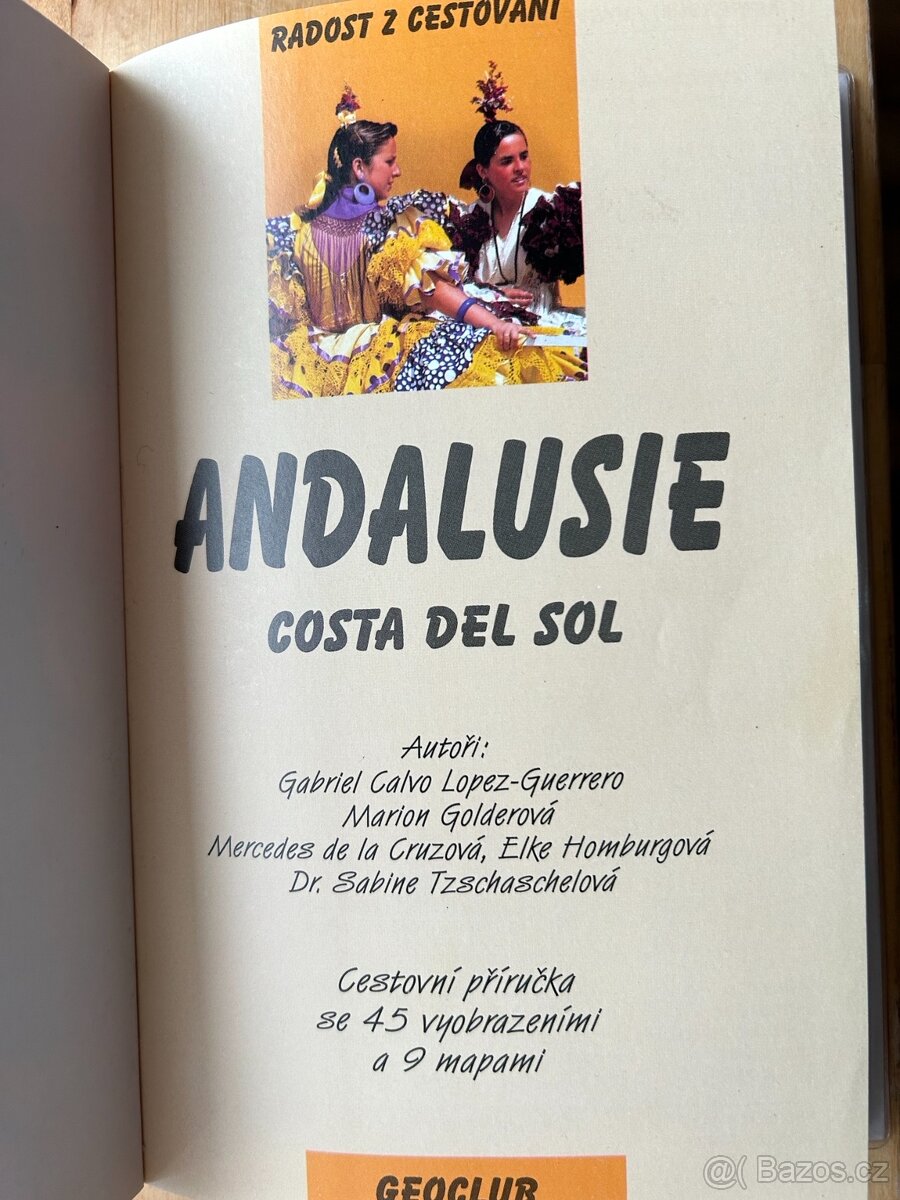 RADOST Z CESTOVÁNÍ
ANDALUSIE
COSTA DEL SOL
Autoři:
Gabriel Calvo Lopez-Guerrero
Marion Golderová
Mercedes de la Cruzová, Elke Homburgová
Dr. Sabine Tzschaschelová
Cestovní příručka
se 45 vyobrazeními
a 9 mapami
GEOCLUB
@( Bazos.cz